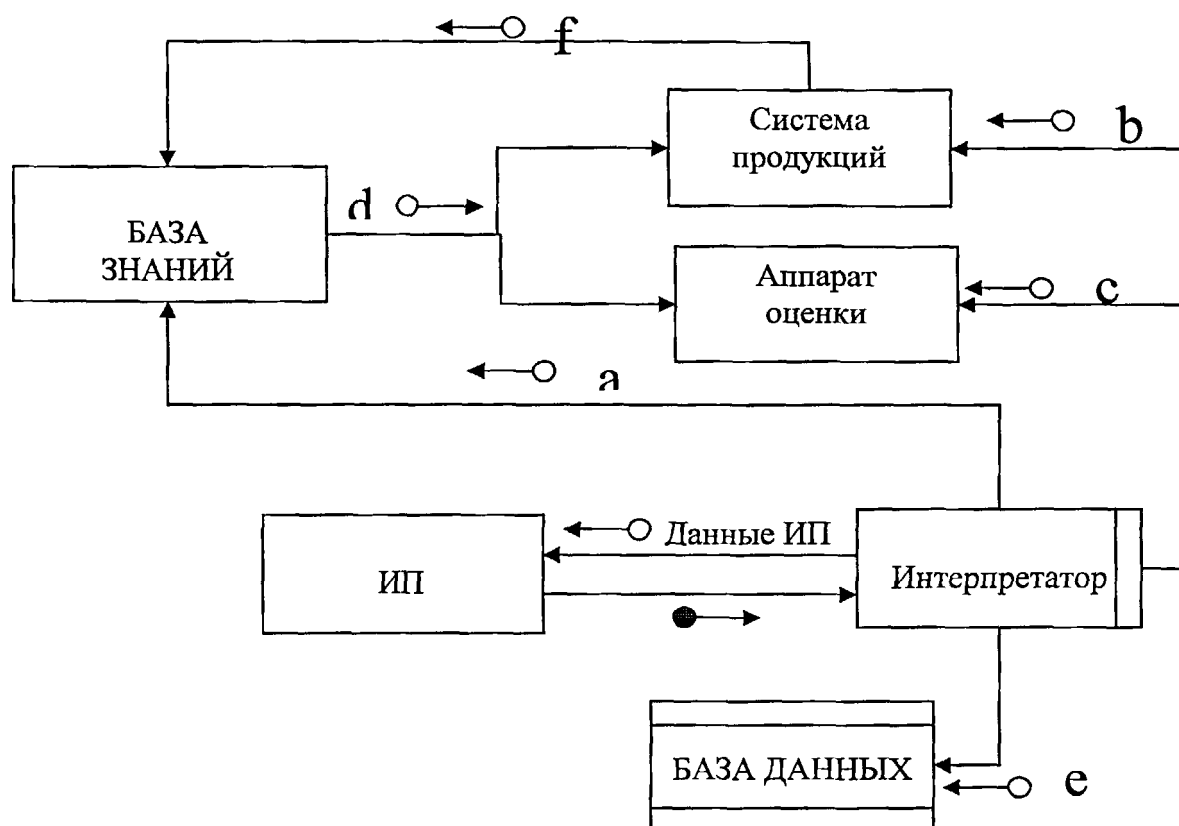 f
Система
продукций
b
d
БАЗА
ЗНАНИЙ
Аппарат
оценки
c
a
Данные ИП
ИП
Интерпретатор
БАЗА ДАННЫХ
e